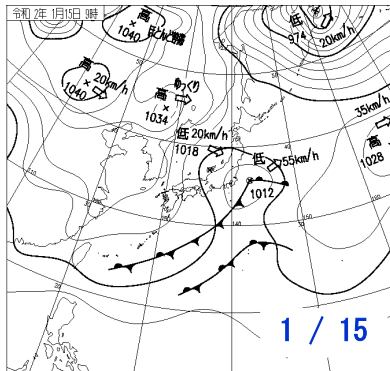 令和 2年 1月15日 9時
高
1040
ほとんど停滞
低
974
20km/h
高
20km/h
1040
ゆっくり
高
1034
35km/h
高
1028
低
20km/h
1018
低
55km/h
1012
1 / 15